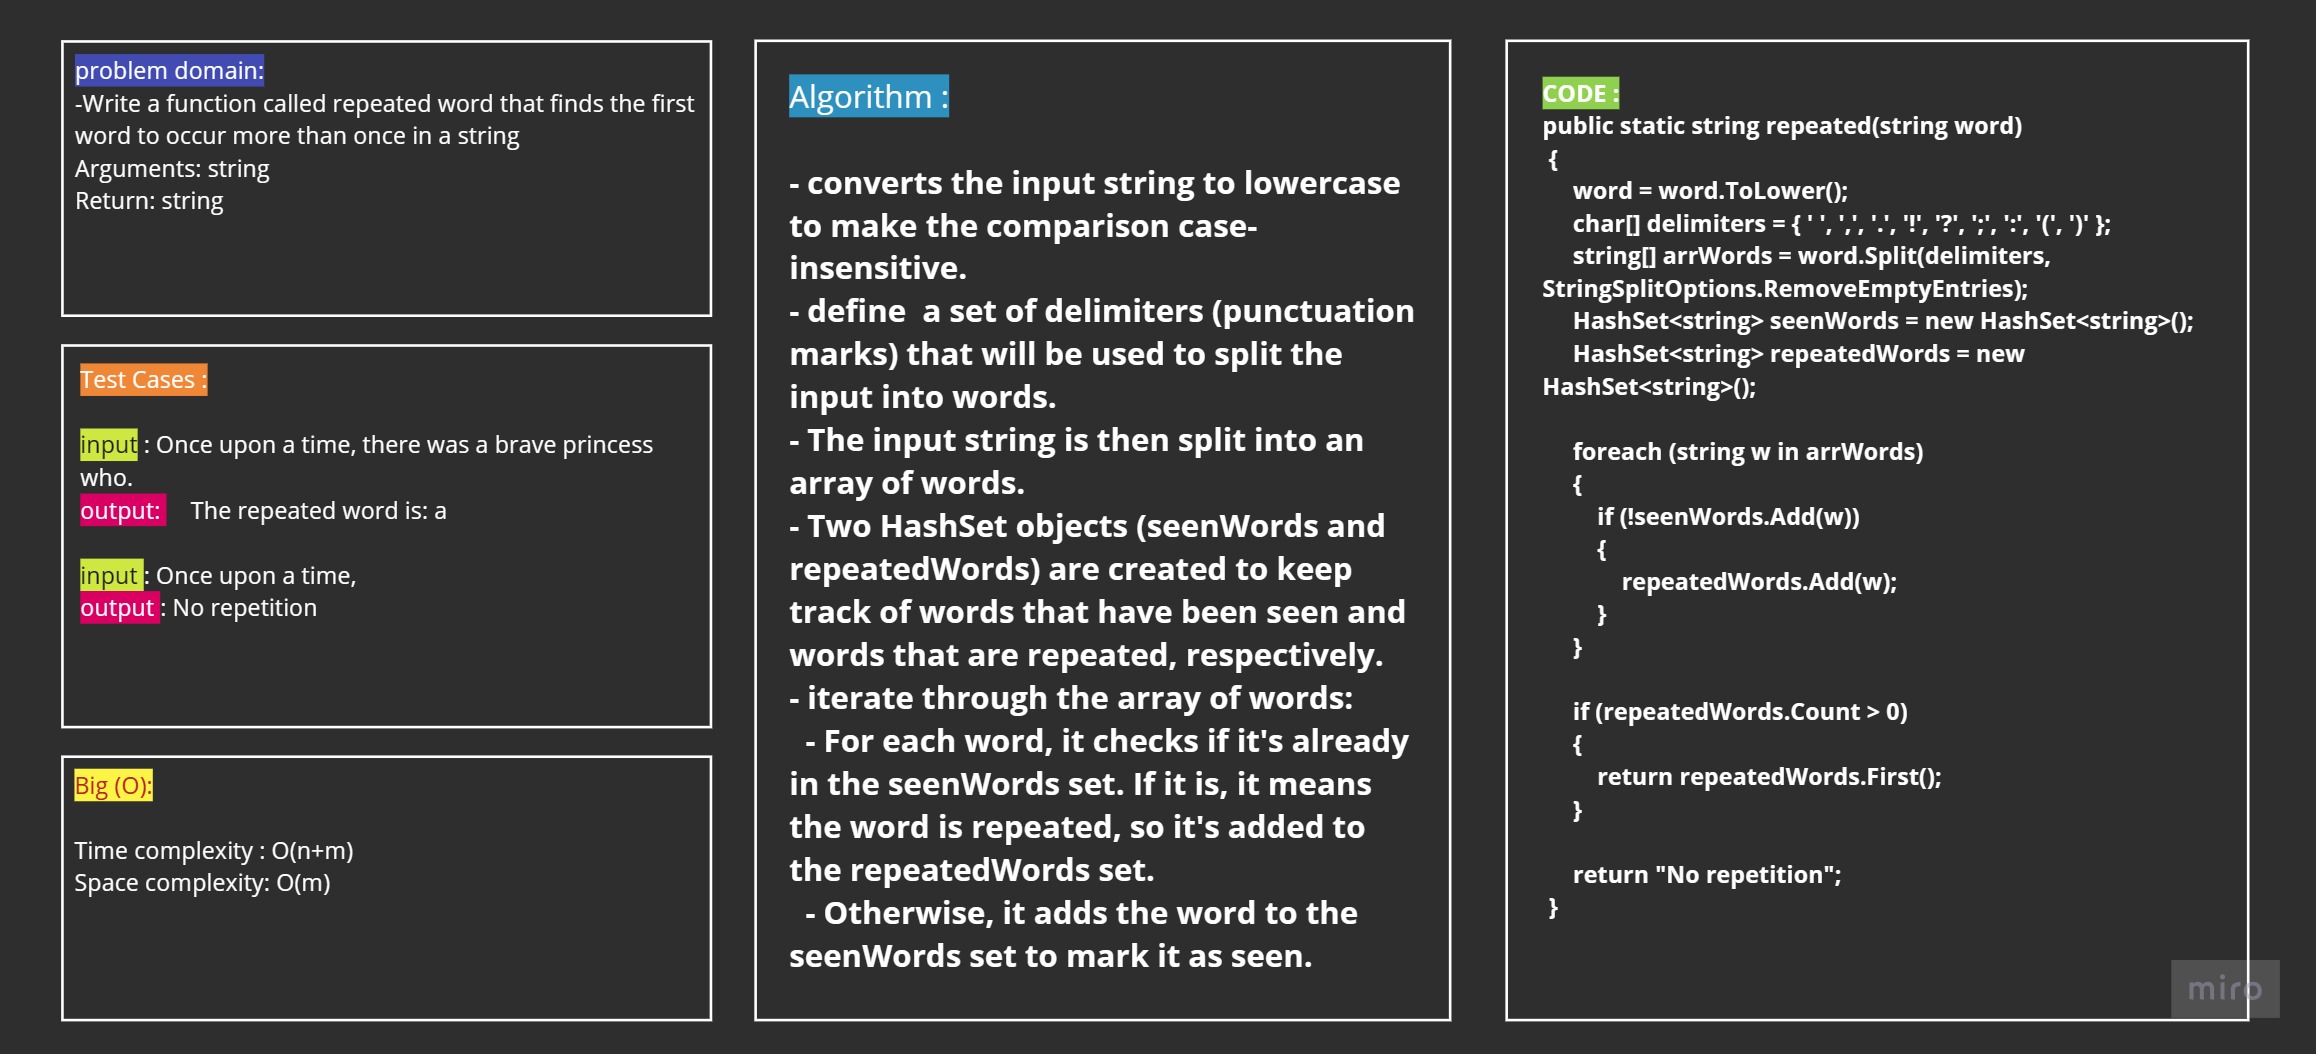 problem domain:
-Write a function called repeated word that finds the first
word to occur more than once in a string
Arguments: string
Return: string
Test Cases :
input : Once upon a time, there was a brave princess
who.
output: The repeated word is: a
input : Once upon a time,
output : No repetition
Big (O):
Time complexity : O(n+m)
Space complexity: O(m)
Algorithm :
- converts the input string to lowercase
to make the comparison case-
insensitive.
- define  a set of delimiters (punctuation
marks) that will be used to split the
input into words.
- The input string is then split into an
array of words.
- Two HashSet objects (seenWords and
repeatedWords) are created to keep
track of words that have been seen and
words that are repeated, respectively.
- iterate through the array of words:
  - For each word, it checks if it's already
in the seenWords set. If it is, it means
the word is repeated, so it's added to
the repeatedWords set.
  - Otherwise, it adds the word to the
seenWords set to mark it as seen.
CODE :
public static string repeated(string word)
 {
     word = word.ToLower();
     char[] delimiters = { ' ', ',', '.', '!', '?', ';', ':', '(', ')' };
     string[] arrWords = word.Split(delimiters,
StringSplitOptions.RemoveEmptyEntries);
     HashSet<string> seenWords = new HashSet<string>();
     HashSet<string> repeatedWords = new
HashSet<string>();
     foreach (string w in arrWords)
     {
         if (!seenWords.Add(w))
         {
             repeatedWords.Add(w);
         }
     }
     if (repeatedWords.Count > 0)
     {
         return repeatedWords.First();
     }
     return "No repetition";
 }
miro